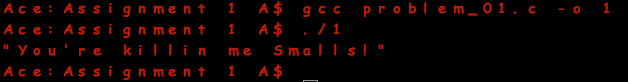 Ace:Assignment 1 A$ gcc problem_01.c -o 1
Ace:Assignment 1 A$ ./1
"You're killin me Smalls!"
Ace:Assignment 1 A$